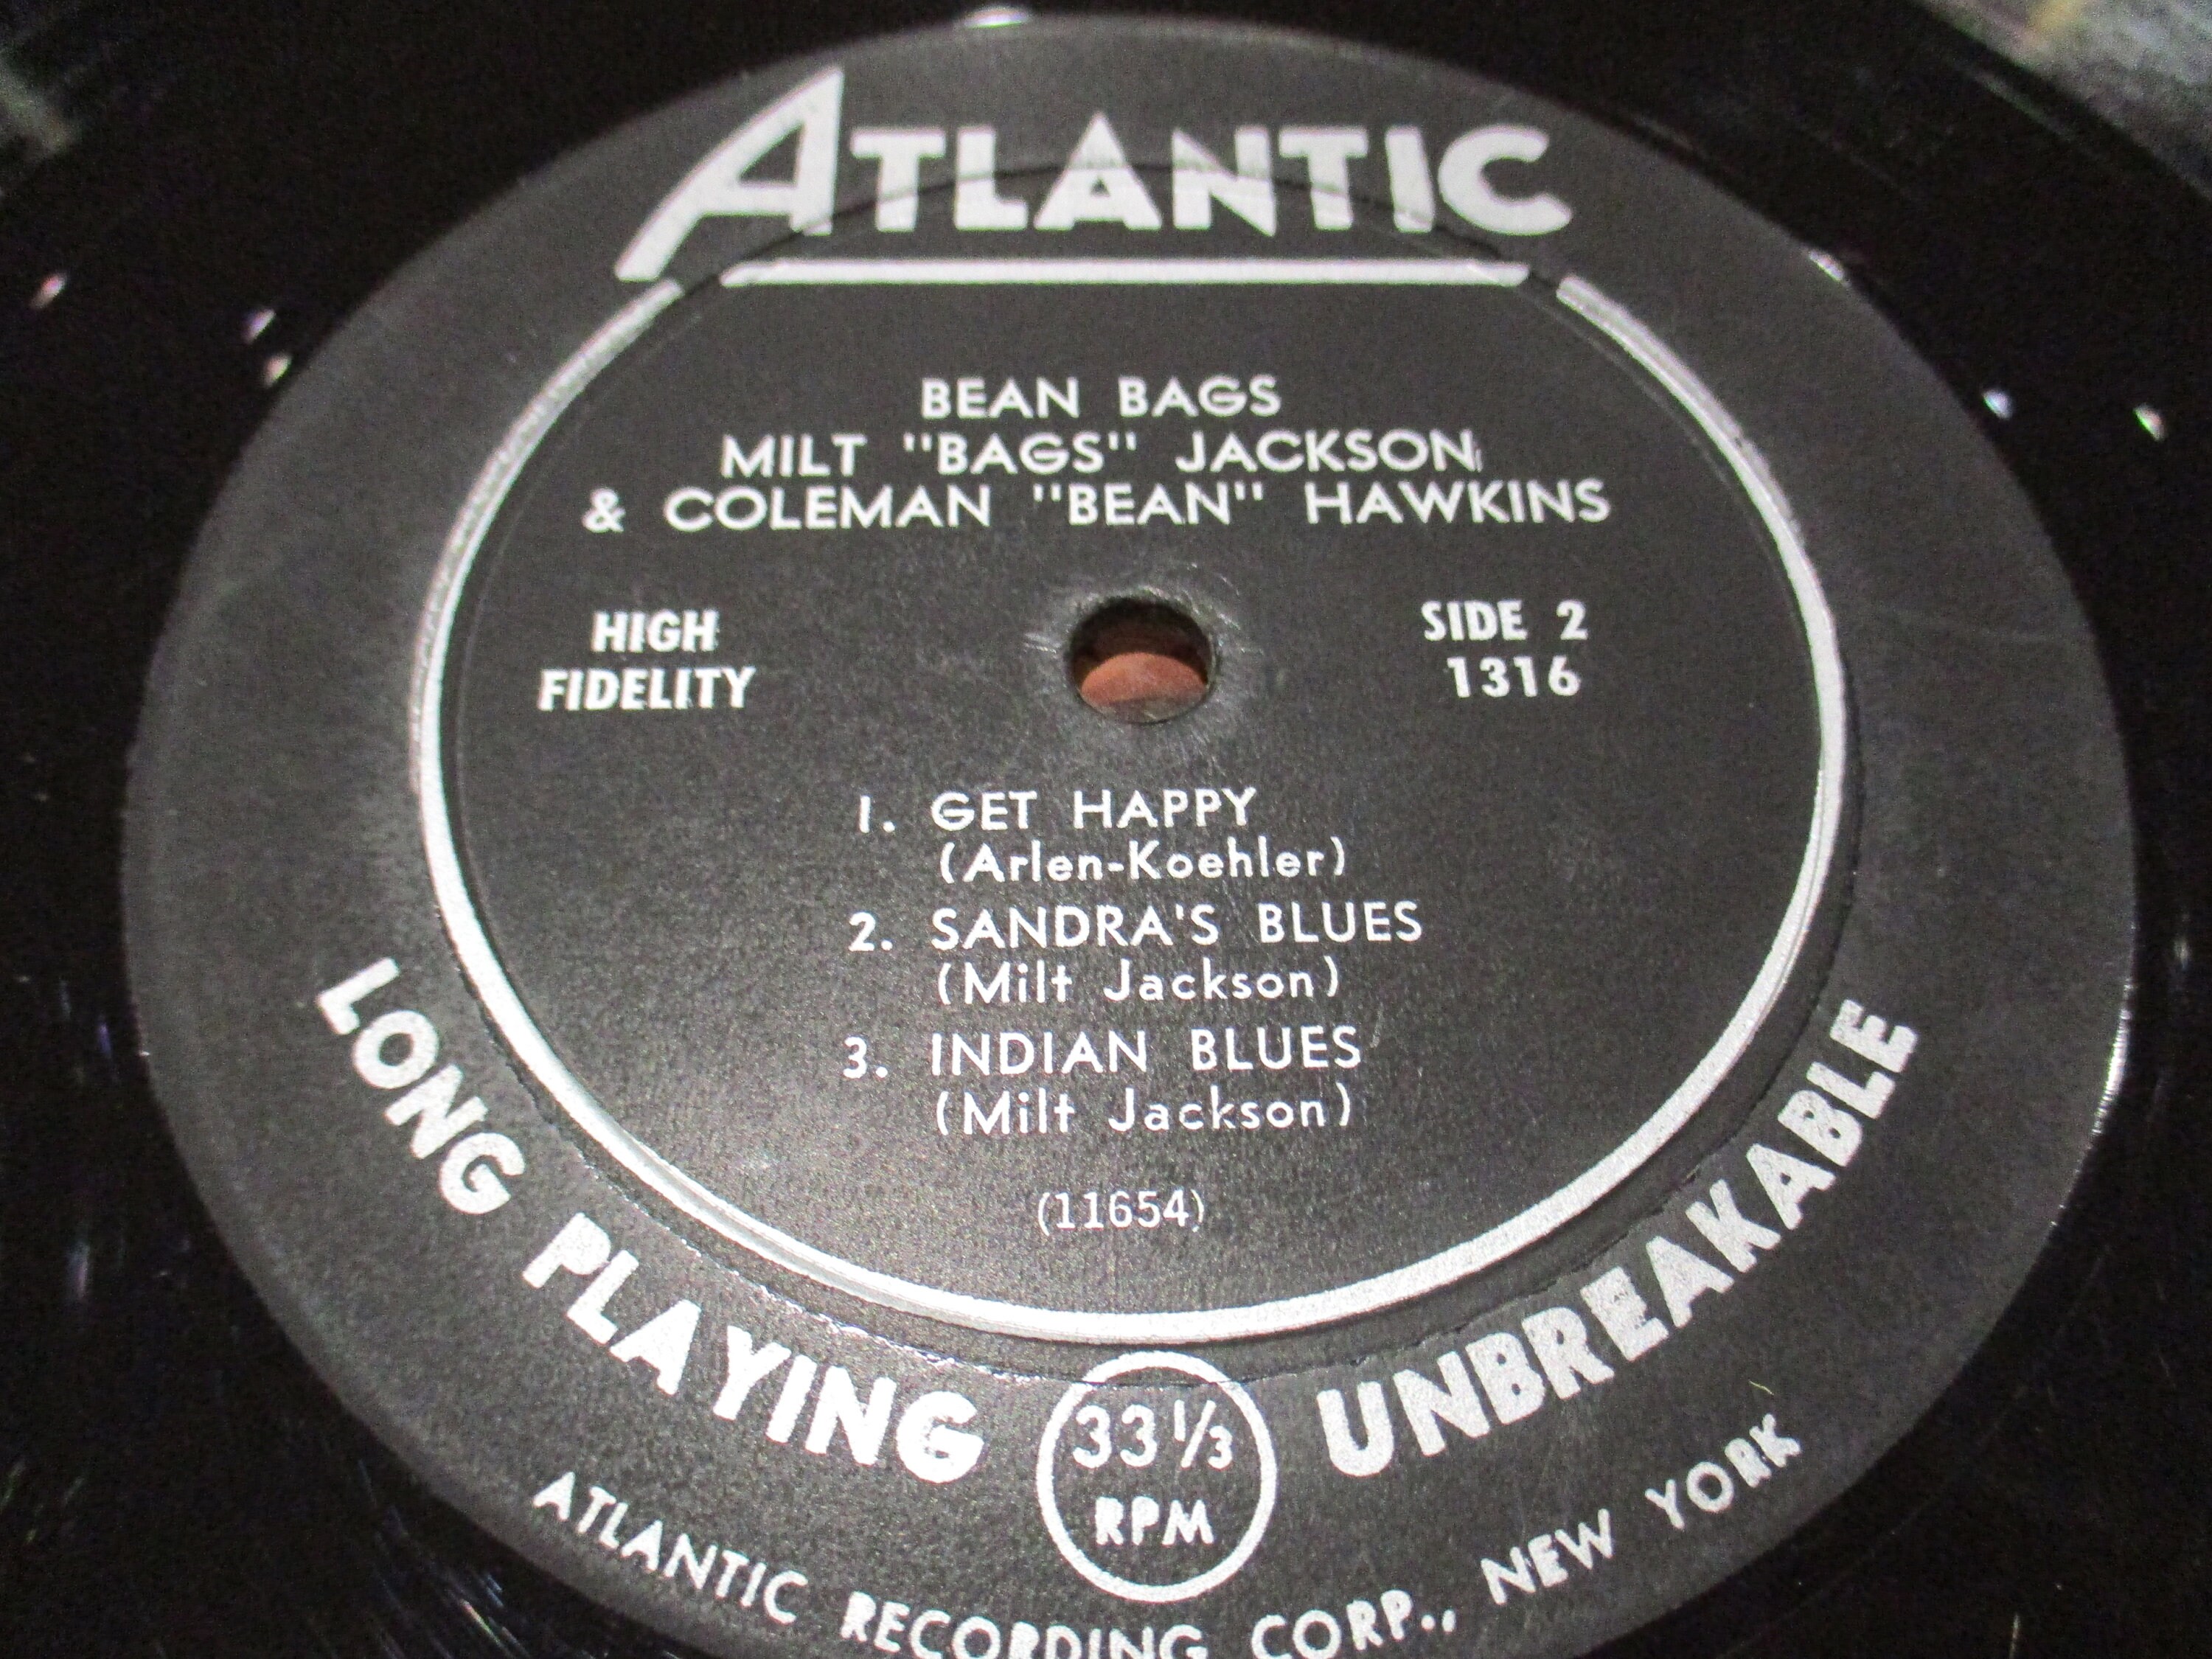 ATLANTIC
BEAN BAGS
MILT "BAGS" JACKSON
& COLEMAN "BEAN" HAWKINS
HIGH
FIDELITY
SIDE 2
1316
1. GET HAPPY
(Arlen-Koehler)
2. SANDRA'S BLUES
(Milt Jackson)
3. INDIAN BLUES
(Milt Jackson)
(11654)
LONG PLAYING
33 1/3
RPM
UNBREAKABLE
ATLANTIC RECORDING CORP., NEW YORK